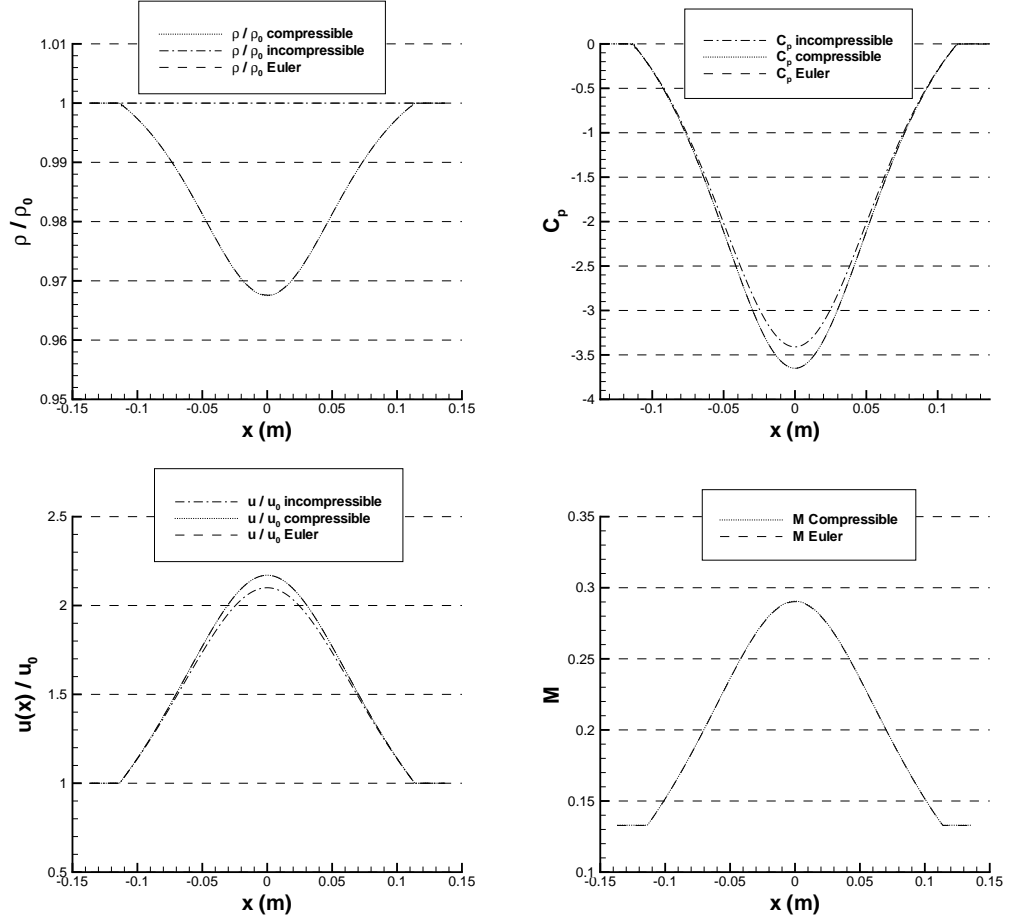 ρ / ρ₀ compressible
ρ / ρ₀ incompressible
ρ / ρ₀ Euler
1.01
1
0.99
0.98
0.97
0.96
0.95
ρ / ρ₀
-0.15 -0.1 -0.05 0 0.05 0.1 0.15
x (m)
Cₚ incompressible
Cₚ compressible
Cₚ Euler
0
-0.5
-1
-1.5
-2
-2.5
-3
-3.5
-4
Cₚ
-0.1 -0.05 0 0.05 0.1
x (m)
u / u₀ incompressible
u / u₀ compressible
u / u₀ Euler
2.5
2
1.5
1
0.5
u(x) / u₀
-0.15 -0.1 -0.05 0 0.05 0.1 0.15
x (m)
M Compressible
M Euler
0.35
0.3
0.25
0.2
0.15
0.1
M
-0.15 -0.1 -0.05 0 0.05 0.1 0.15
x (m)